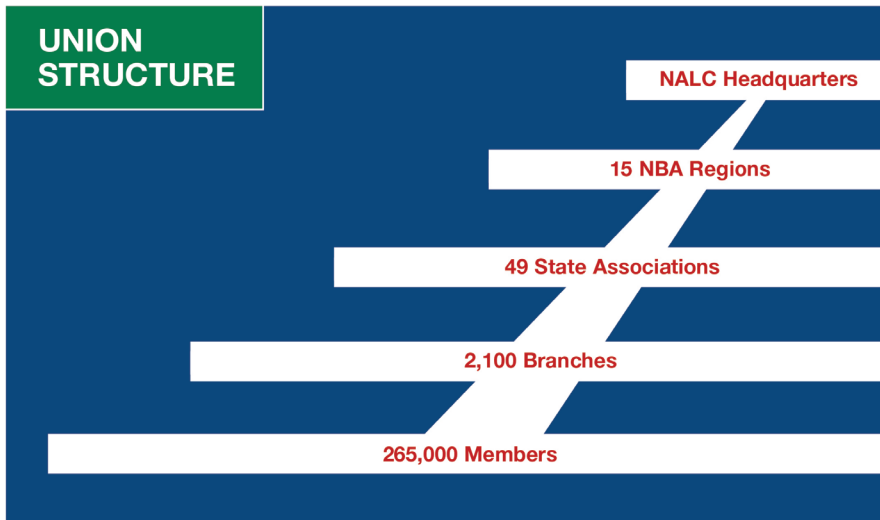 UNION
STRUCTURE
NALC Headquarters
15 NBA Regions
49 State Associations
2,100 Branches
265,000 Members